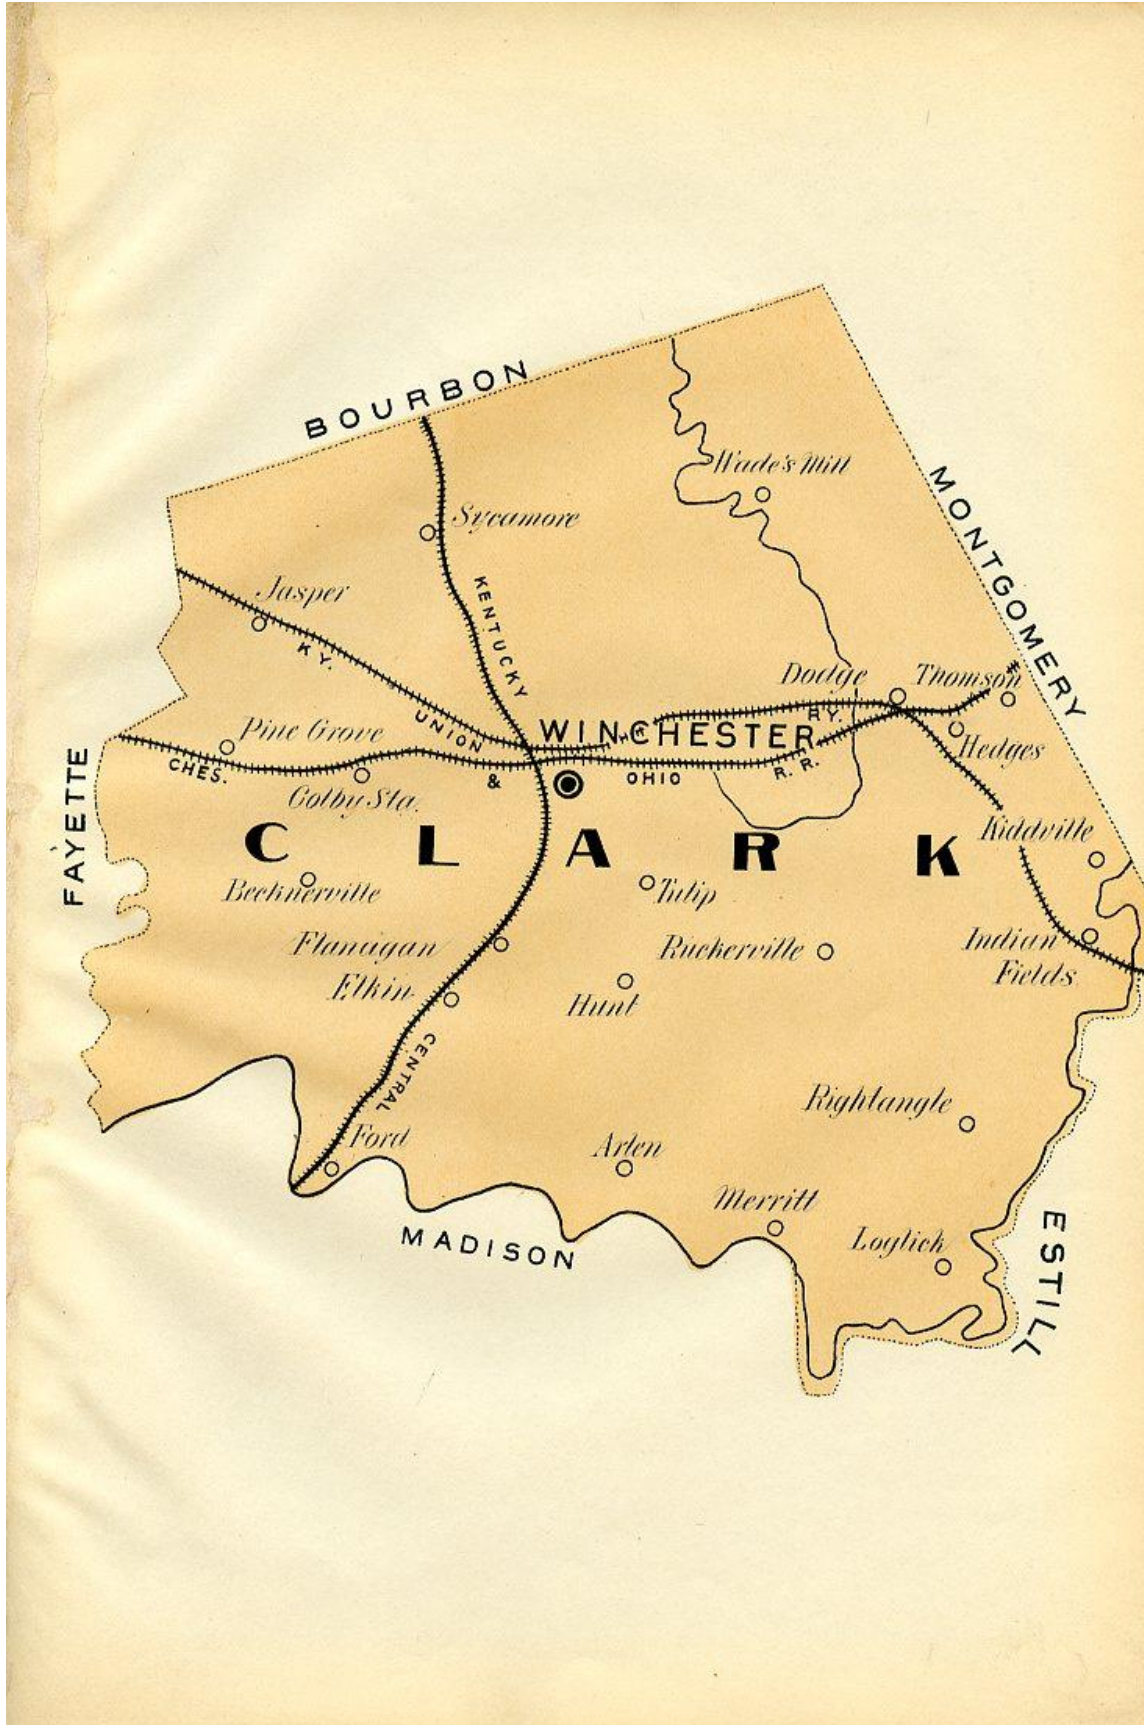 BOURBON
MONTGOMERY
Wade's Mill
Sycamore
KENTUCKY
Jasper
KY.
UNION
Dodge
Thomson
RY.
Pine Grove
WINCHESTER
Hedges
CHES.
&
OHIO
R. R.
Colby Sta.
FAYETTE
CLARK
Kiddville
Becknerville
Tulip
Flanagan
Ruckerville
Indian
Fields
Elkin
Hunt
CENTRAL
Rightangle
Ford
Arlen
Merritt
Loglick
MADISON
ESTILL